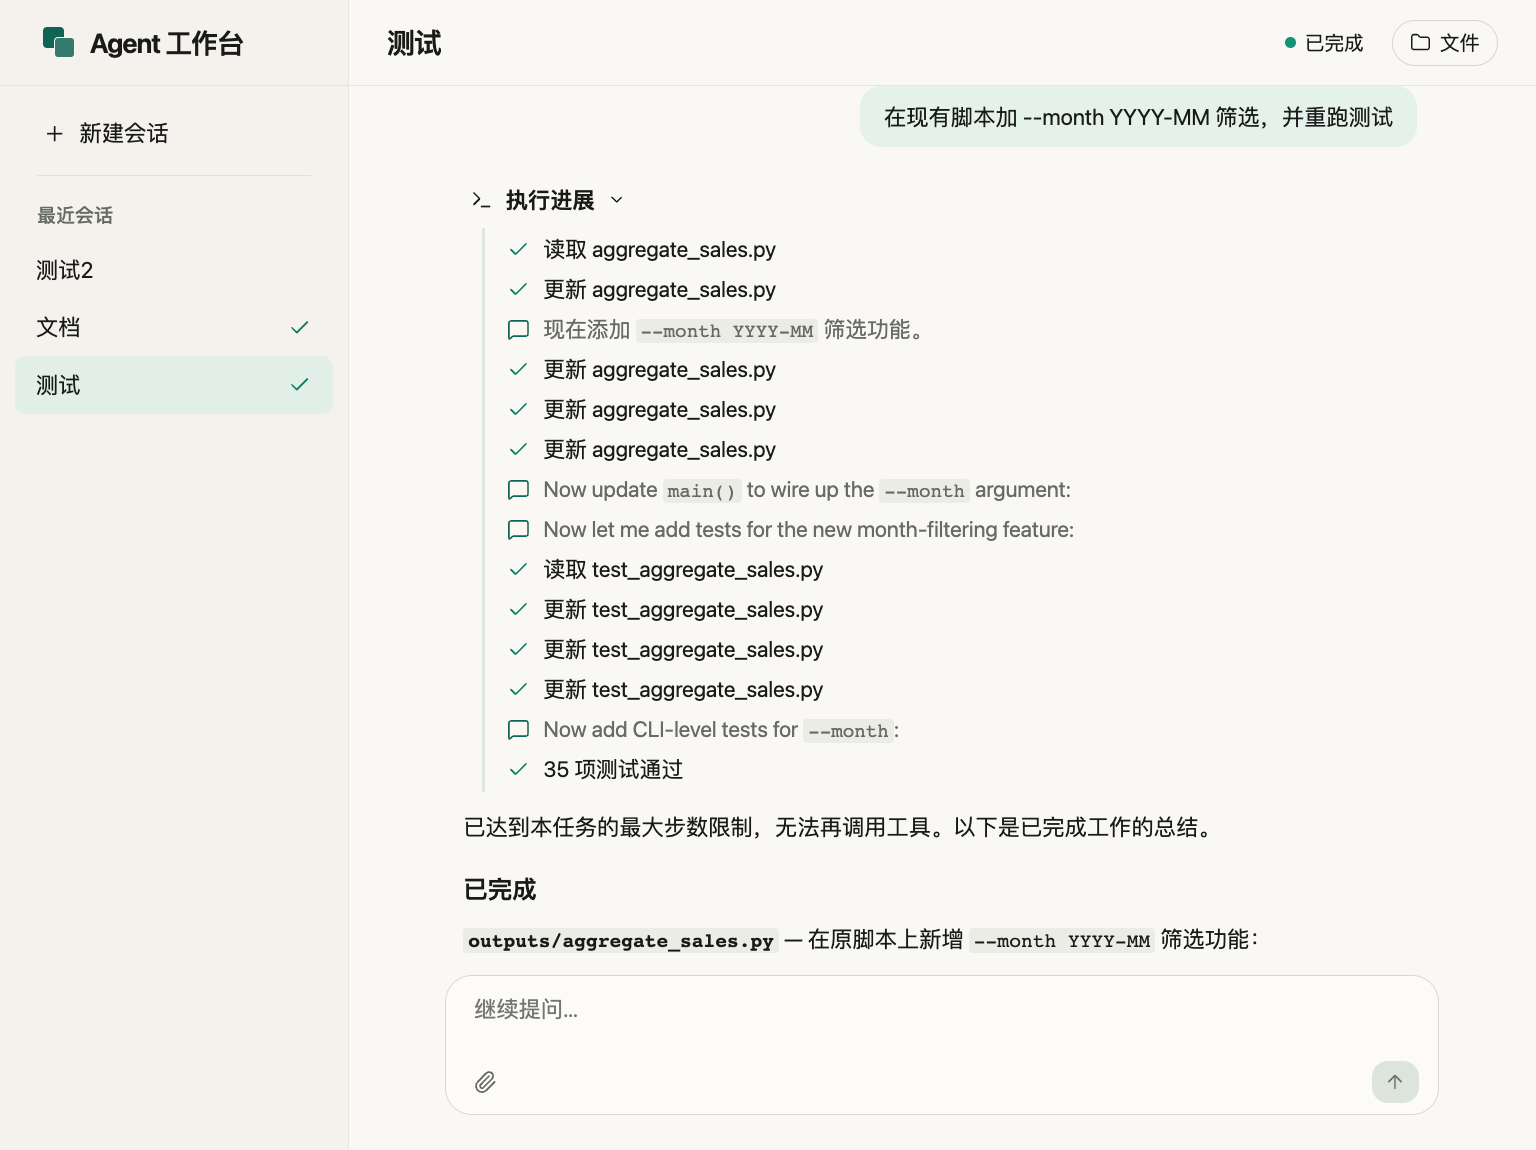 Agent 工作台
新建会话
最近会话
测试2
文档
测试
测试
已完成
文件
在现有脚本加 --month YYYY-MM 筛选，并重跑测试
执行进展
读取 aggregate_sales.py
更新 aggregate_sales.py
现在添加 --month YYYY-MM 筛选功能。
更新 aggregate_sales.py
更新 aggregate_sales.py
更新 aggregate_sales.py
Now update main() to wire up the --month argument:
Now let me add tests for the new month-filtering feature:
读取 test_aggregate_sales.py
更新 test_aggregate_sales.py
更新 test_aggregate_sales.py
更新 test_aggregate_sales.py
Now add CLI-level tests for --month:
35 项测试通过
已达到本任务的最大步数限制，无法再调用工具。以下是已完成工作的总结。
已完成
outputs/aggregate_sales.py — 在原脚本上新增 --month YYYY-MM 筛选功能：
继续提问...